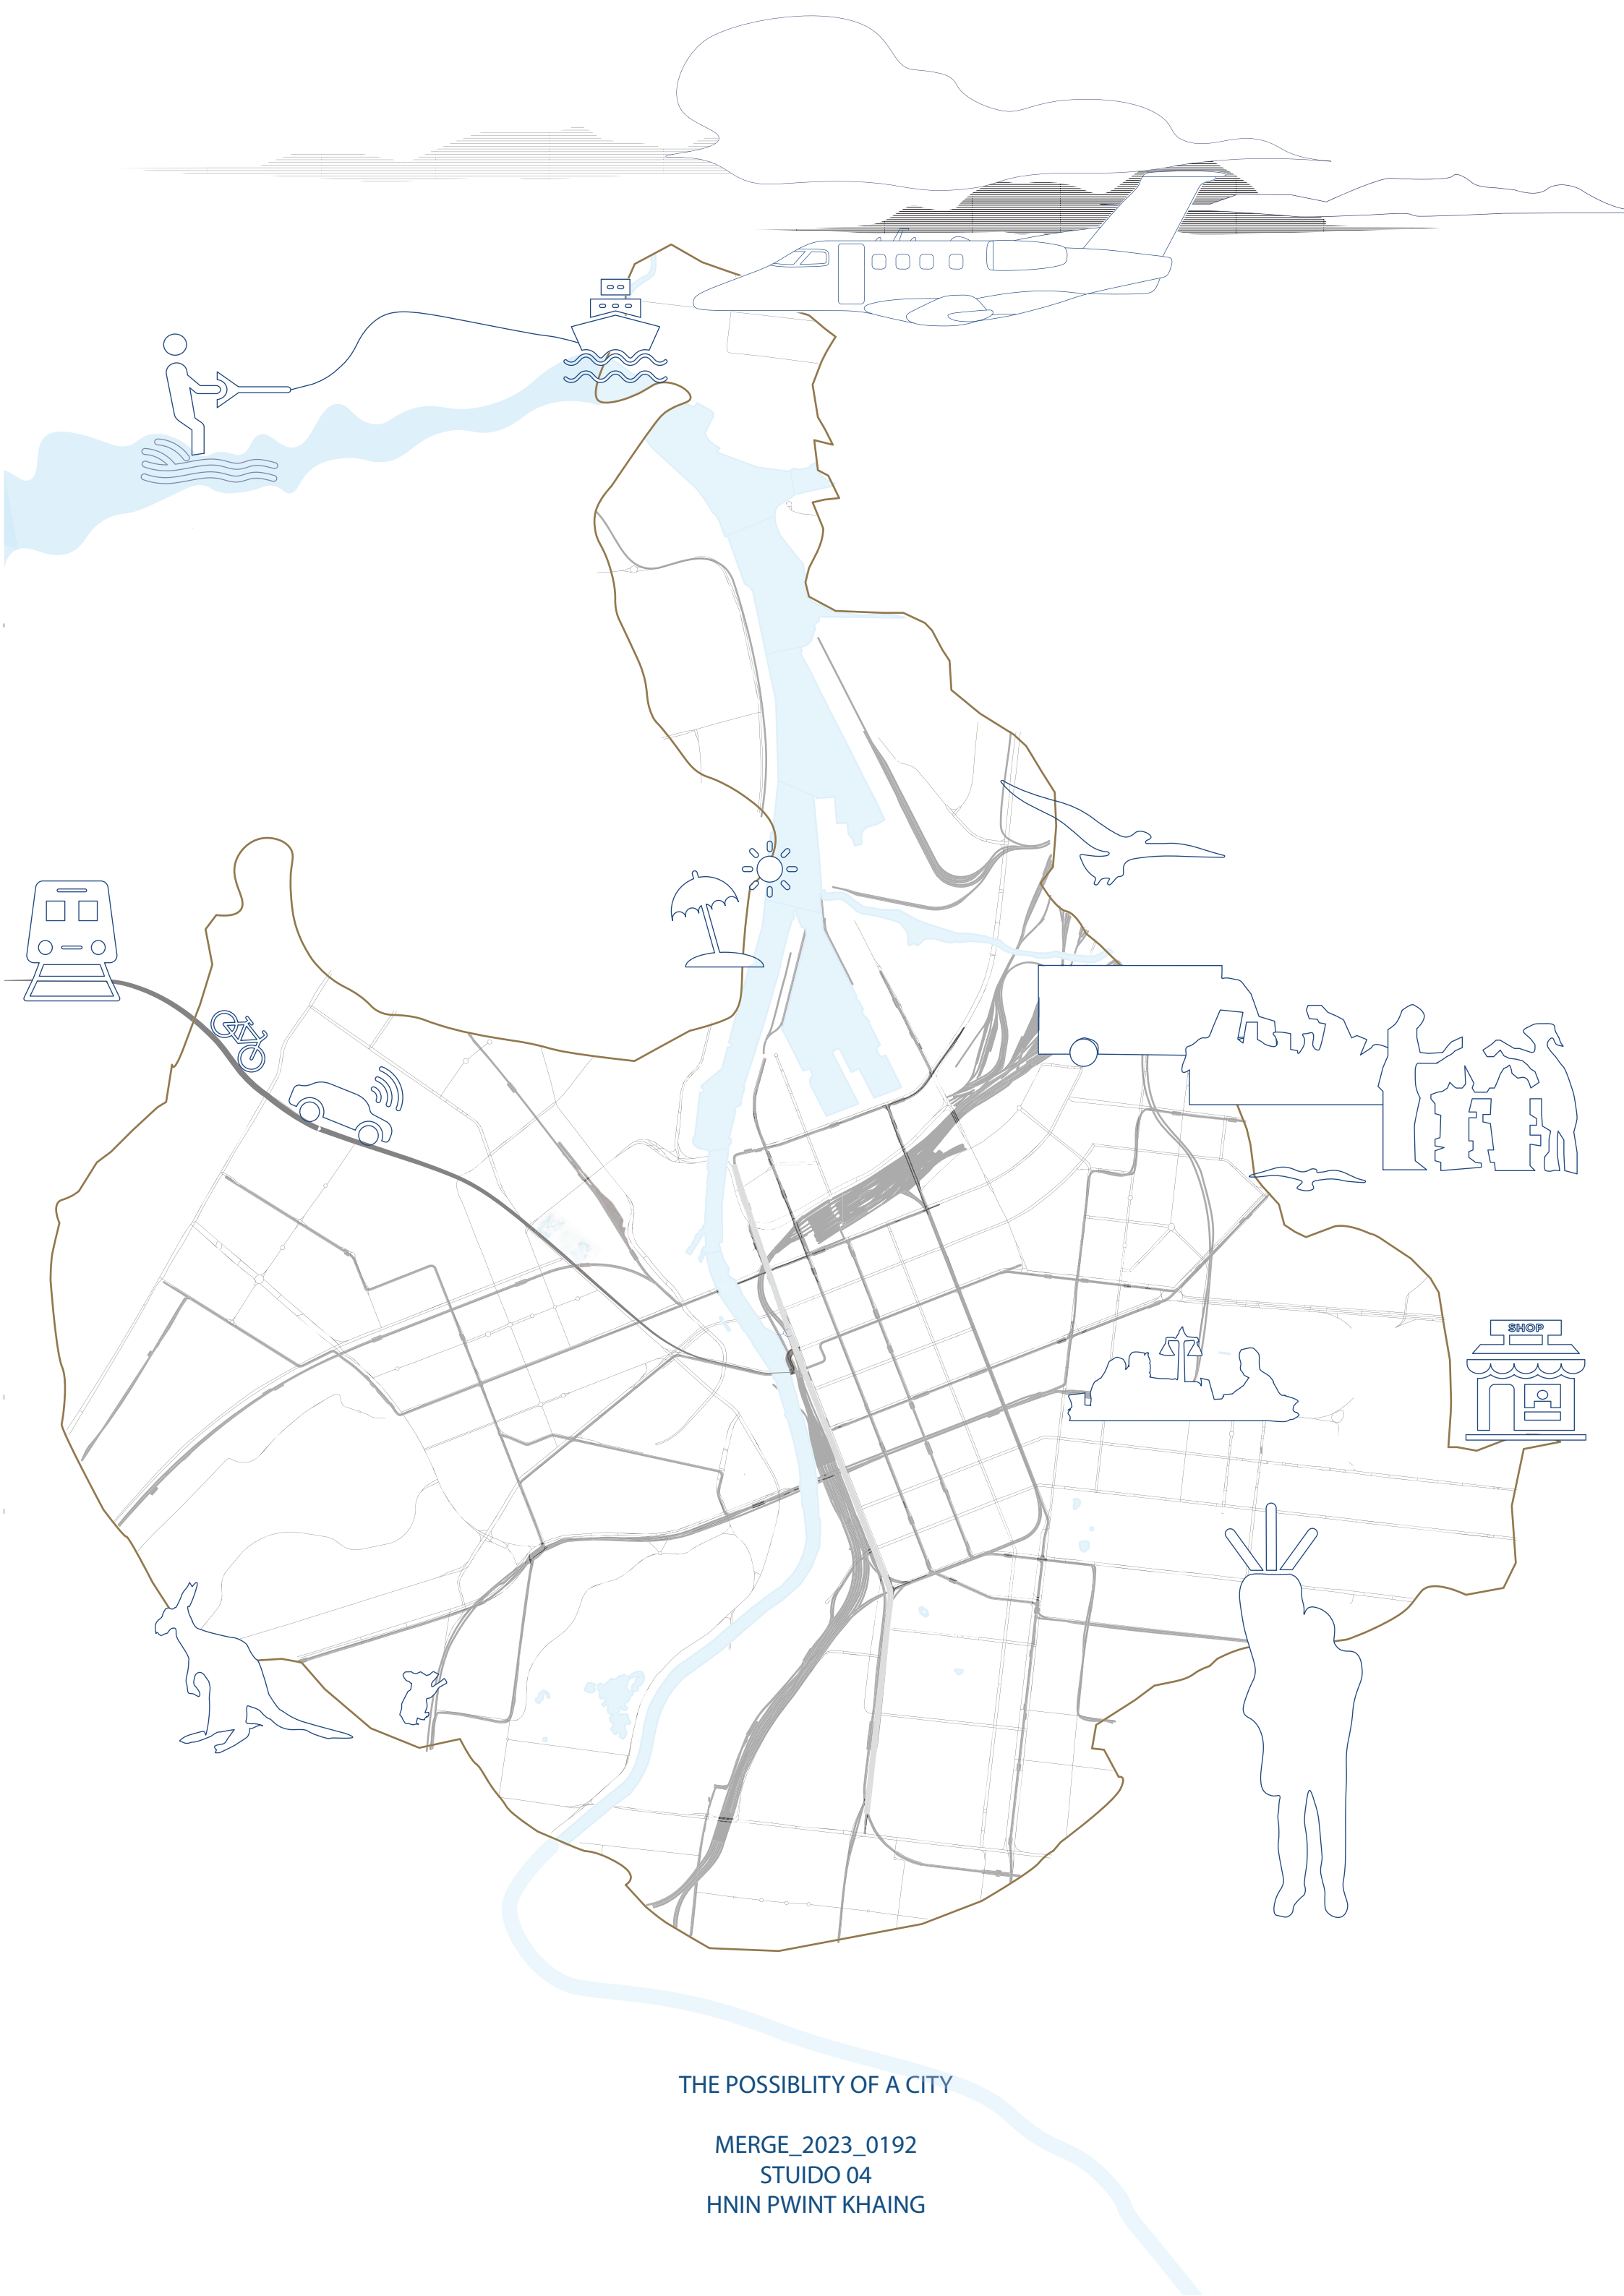 SHOP
THE POSSIBLITY OF A CITY
MERGE_2023_0192
STUIDO 04
HNIN PWINT KHAING